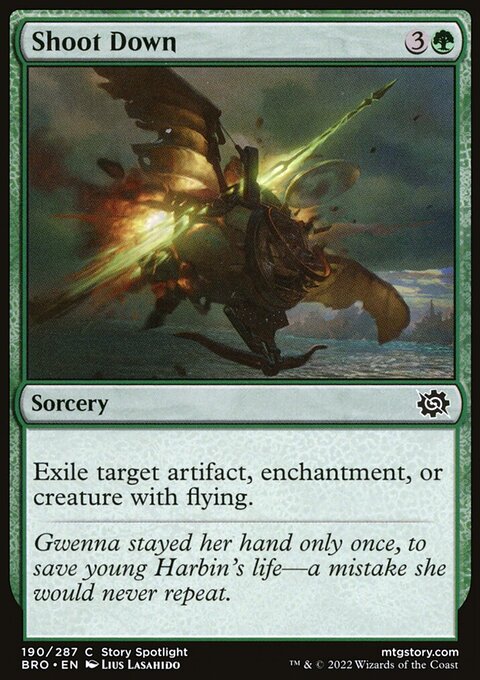 Shoot Down 3
Sorcery
Exile target artifact, enchantment, or
creature with flying.
Gwenna stayed her hand only once, to
save young Harbin's life—a mistake she
would never repeat.
190/287 C Story Spotlight mtgstory.com
BRO • EN Lius Lasahido ™ & © 2022 Wizards of the Coast